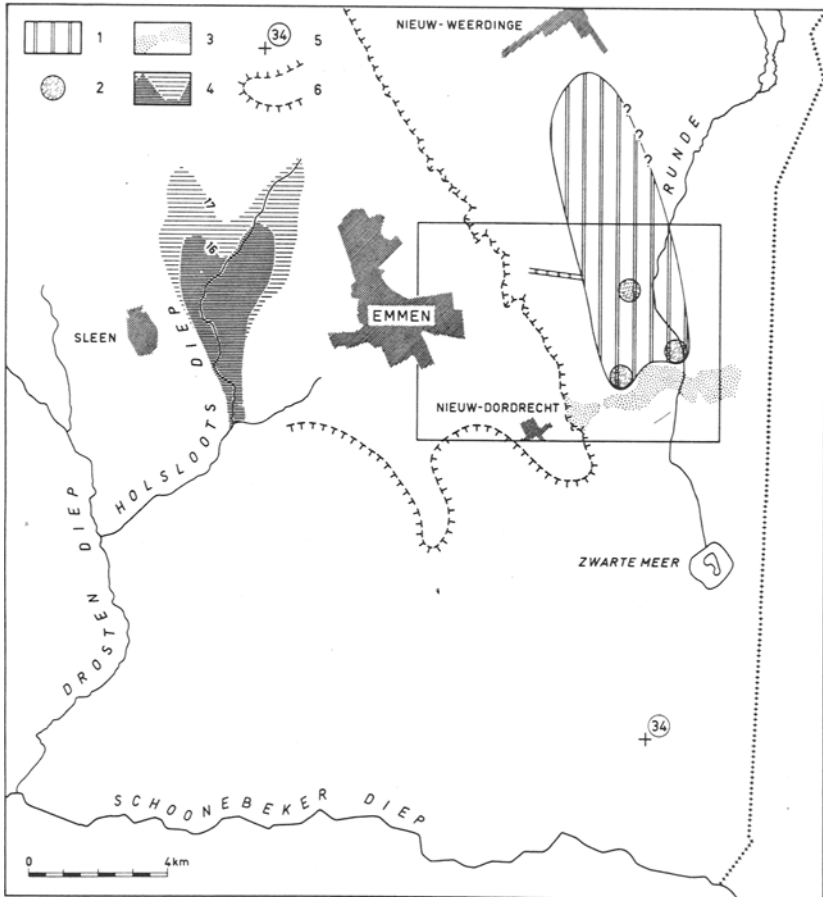 NIEUW-WEERDINGE
1
3
34
5
2
4
6
RUNDE
17
16
SLEEN
EMMEN
HOLSLOOTS DIEP
NIEUW-DORDRECHT
DROSTEN DIEP
ZWARTE MEER
34
SCHOONEBEKER DIEP
0 4km